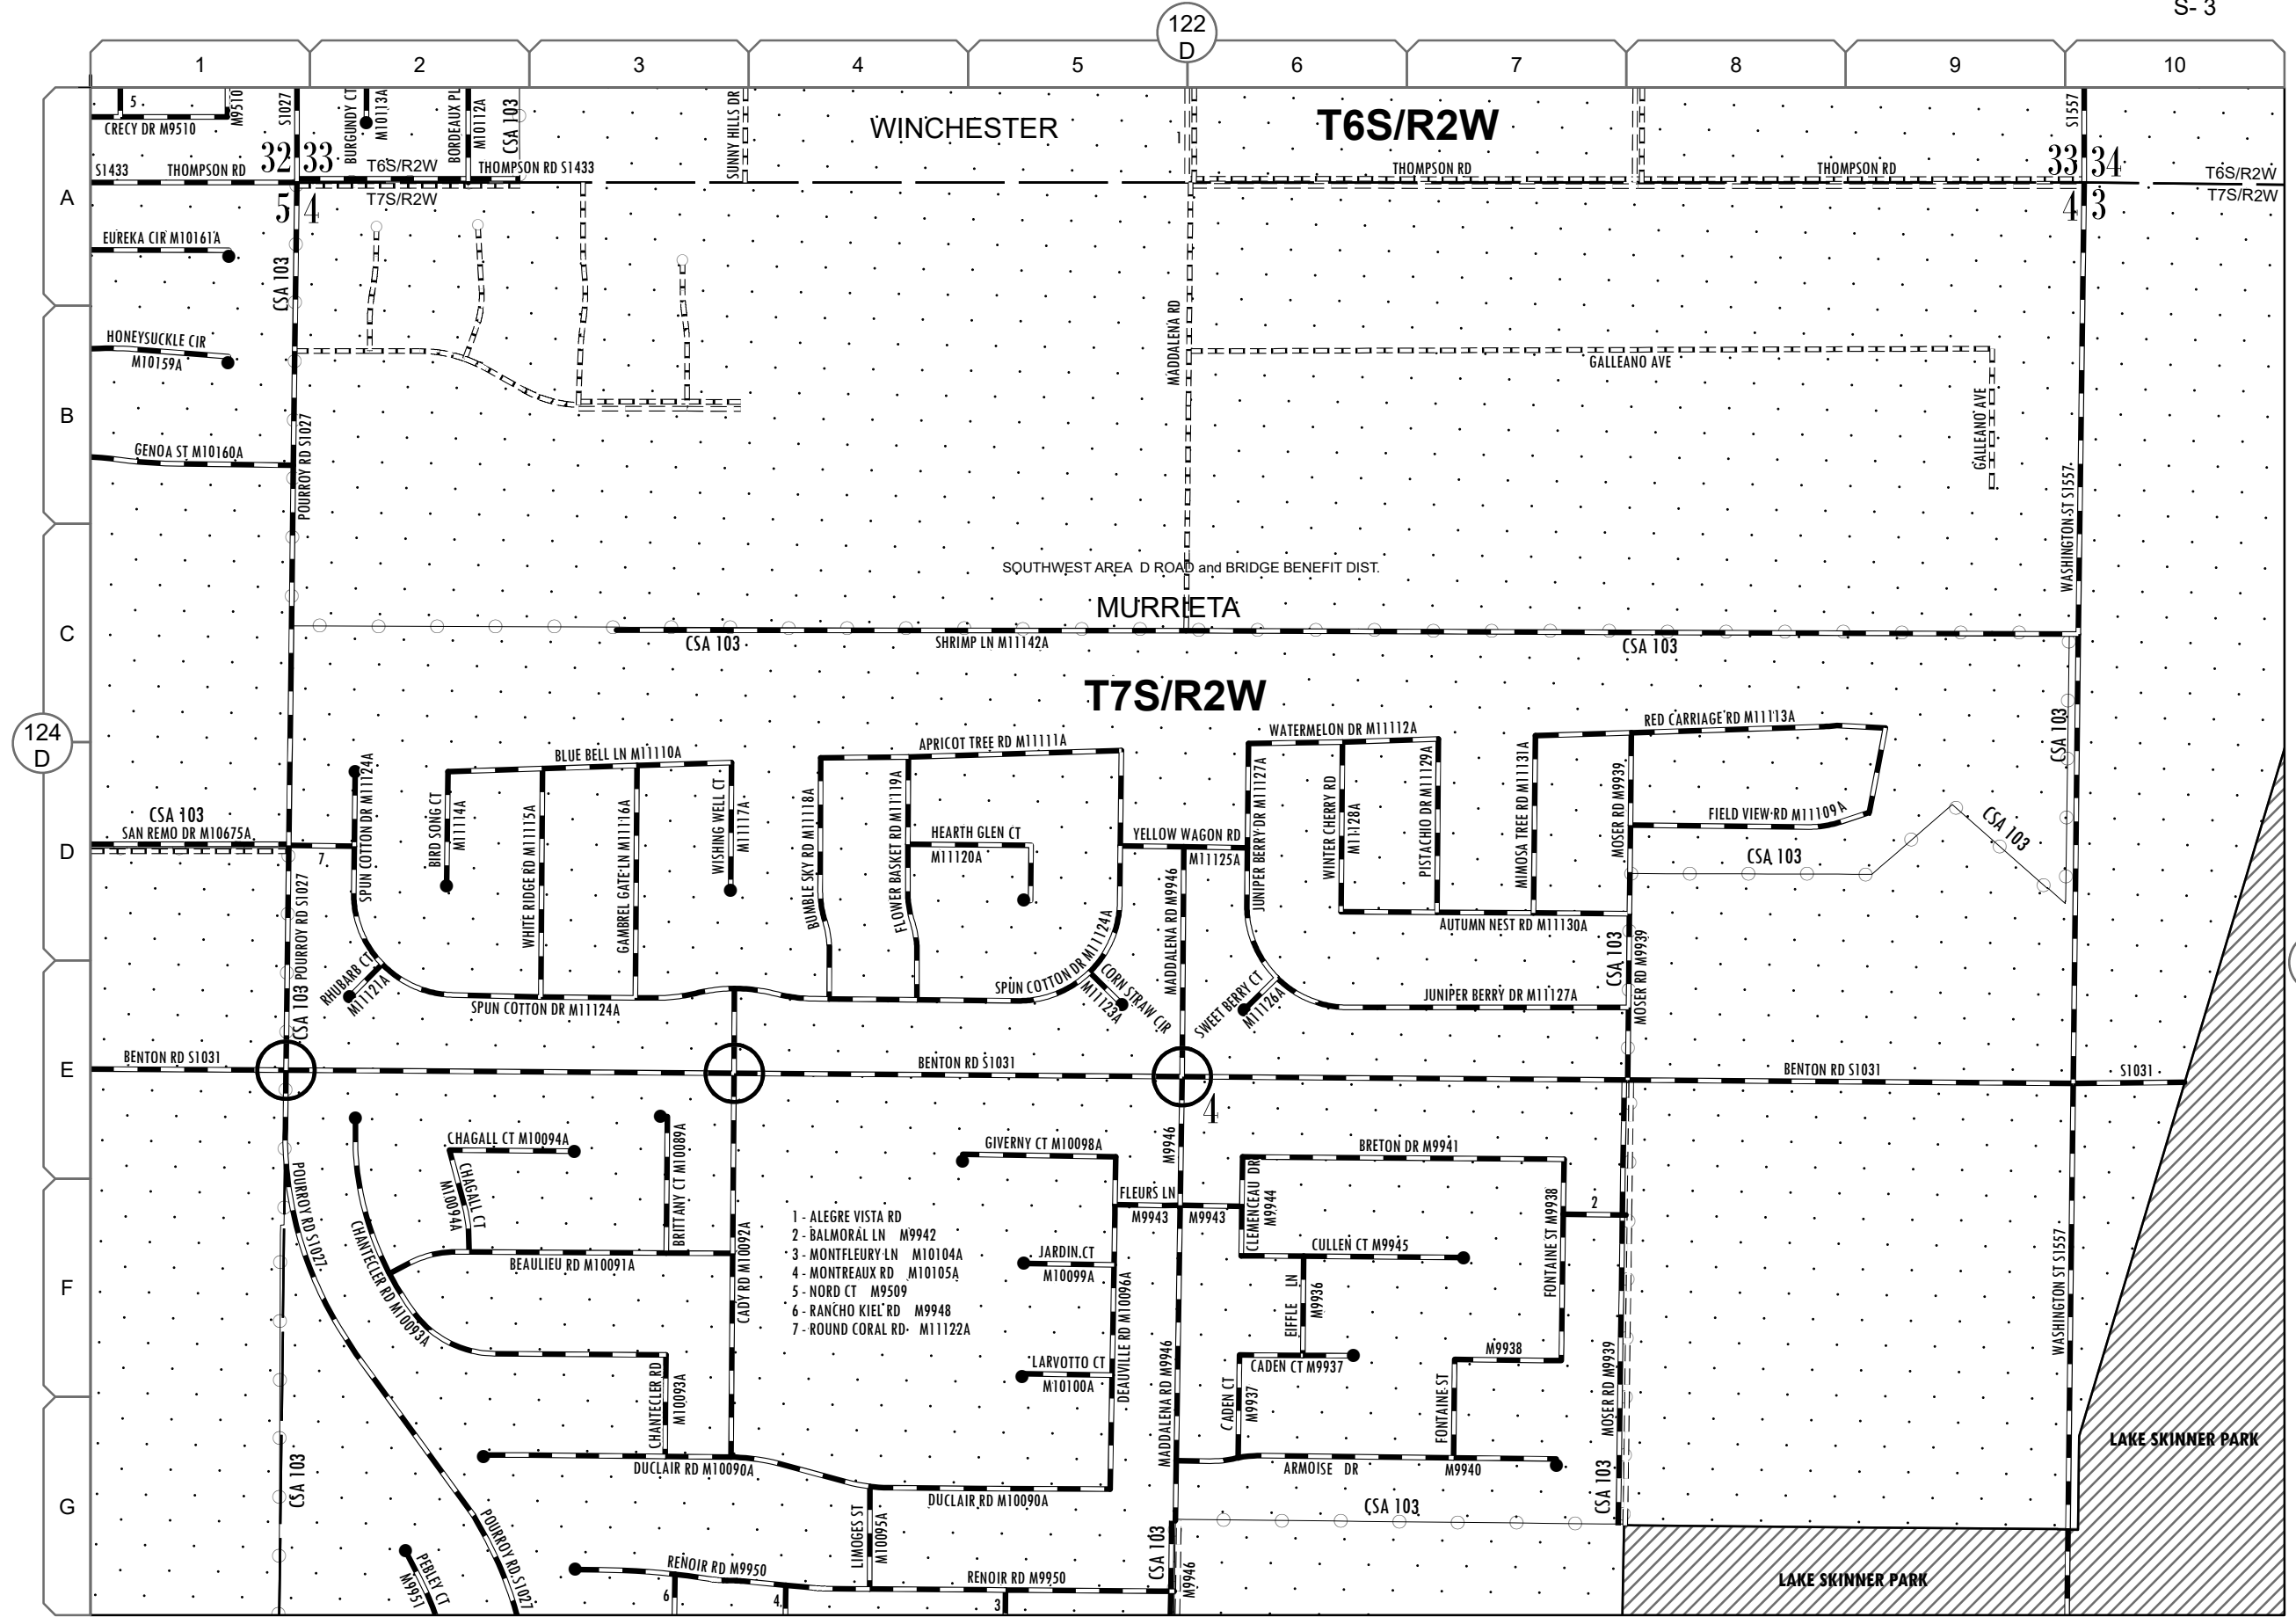 S- 3
122
D
1 2 3 4 5 6 7 8 9 10
A
B
C
D
E
F
G
124
D
5
CRECY DR M9510
M9510
S1027
BURGUNDY CT
M10113A
BORDEAUX PL
M10112A
CSA 103
SUNNY HILLS DR
WINCHESTER
T6S/R2W
S1557
S1433 THOMPSON RD
32 33
T6S/R2W
THOMPSON RD S1433
THOMPSON RD
THOMPSON RD
33 34
T6S/R2W
5 4
T7S/R2W
4 3
T7S/R2W
EUREKA CIR M10161A
CSA 103
HONEYSUCKLE CIR
M10159A
MADDALENA RD
GALLEANO AVE
GALLEANO AVE
GENOA ST M10160A
POURROY RD S1027
WASHINGTON ST S1557
SOUTHWEST AREA D ROAD and BRIDGE BENEFIT DIST.
MURRIETA
CSA 103
SHRIMP LN M11142A
CSA 103
T7S/R2W
CSA 103
WATERMELON DR M11112A
RED CARRIAGE RD M11113A
BLUE BELL LN M11110A
APRICOT TREE RD M11111A
CSA 103
SAN REMO DR M10675A
7
SPUN COTTON DR M11124A
BIRD SONG CT
M11114A
WHITE RIDGE RD M11115A
GAMBREL GATE LN M11116A
WISHING WELL CT
M11117A
BUMBLE SKY RD M11118A
FLOWER BASKET RD M11119A
HEARTH GLEN CT
M11120A
YELLOW WAGON RD
M11125A
JUNIPER BERRY DR M11127A
WINTER CHERRY RD
M11128A
PISTACHIO DR M11129A
MIMOSA TREE RD M11131A
MOSER RD M9939
FIELD VIEW RD M11109A
CSA 103
CSA 103
AUTUMN NEST RD M11130A
CSA 103 POURROY RD S1027
RHUBARB CT
M11121A
SPUN COTTON DR M11124A
SPUN COTTON DR M11124A
CORN STRAW CIR
M11123A
MADDALENA RD M9946
SWEET BERRY CT
M11126A
JUNIPER BERRY DR M11127A
CSA 103
MOSER RD M9939
BENTON RD S1031
BENTON RD S1031
BENTON RD S1031
S1031
4
CHAGALL CT M10094A
CHAGALL CT
M10094A
BRITTANY CT M10089A
GIVERNY CT M10098A
M9946
BRETON DR M9941
POURROY RD S1027
CHANTECLER RD M10093A
BEAULIEU RD M10091A
CADY RD M10092A
1 - ALEGRE VISTA RD
2 - BALMORAL LN M9942
3 - MONTFLEURY LN M10104A
4 - MONTREAUX RD M10105A
5 - NORD CT M9509
6 - RANCHO KIEL RD M9948
7 - ROUND CORAL RD M11122A
FLEURS LN
M9943
M9943
CLEMENCEAU DR
M9944
FONTAINE ST M9938
2
JARDIN CT
M10099A
DEAUVILLE RD M10096A
CULLEN CT M9945
EIFFLE LN
M9936
WASHINGTON ST S1557
LARVOTTO CT
M10100A
MADDALENA RD M9946
CADEN CT M9937
CADEN CT
M9937
M9938
FONTAINE ST
MOSER RD M9939
CHANTECLER RD
M10093A
DUCLAIR RD M10090A
DUCLAIR RD M10090A
ARMOISE DR M9940
LAKE SKINNER PARK
CSA 103
CSA 103
CSA 103
POURROY RD S1027
LIMOGES ST
M10095A
CSA 103
PEBLEY CT
M9951
RENOIR RD M9950
RENOIR RD M9950
M9946
6
4
3
LAKE SKINNER PARK